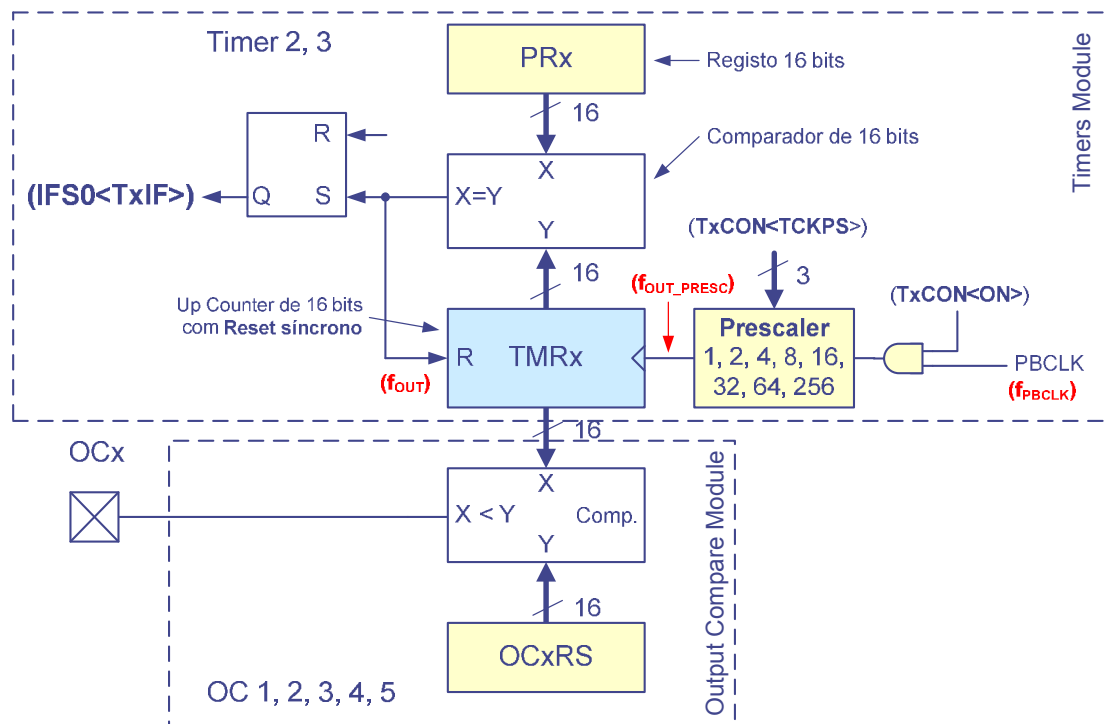 Timer 2, 3
PRx
Registo 16 bits
Timers Module
16
R
Comparador de 16 bits
X
(IFS0<TxIF>)
Q
S
X=Y
Y
(TxCON<TCKPS>)
16
(fOUT_PRESC)
3
Up Counter de 16 bits
com Reset síncrono
(TxCON<ON>)
Prescaler
1, 2, 4, 8, 16,
32, 64, 256
R
TMRx
PBCLK
(fOUT)
(fPBCLK)
16
OCx
X
X < Y
Comp.
Y
Output Compare Module
16
OCxRS
OC 1, 2, 3, 4, 5